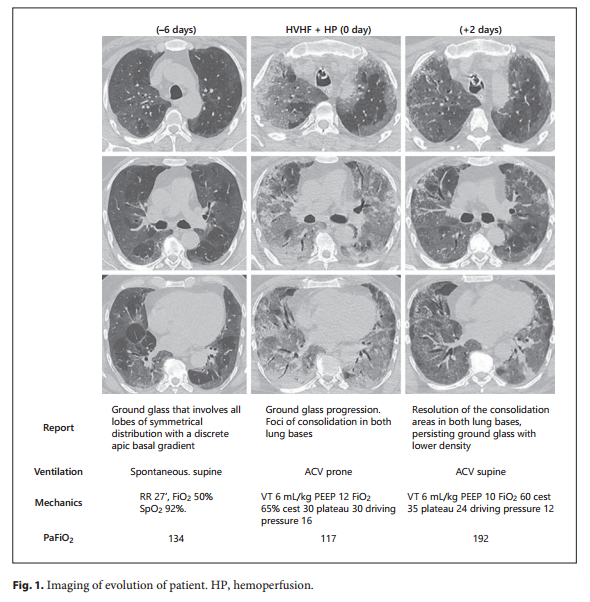 (–6 days) HVHF + HP (0 day) (+2 days)
Report
Ground glass that involves all
lobes of symmetrical
distribution with a discrete
apic basal gradient
Ground glass progression.
Foci of consolidation in both
lung bases
Resolution of the consolidation
areas in both lung bases,
persisting ground glass with
lower density
Ventilation Spontaneous. supine ACV prone ACV supine
Mechanics
RR 27', FiO₂ 50%
SpO₂ 92%.
VT 6 mL/kg PEEP 12 FiO₂
65% cest 30 plateau 30 driving
pressure 16
VT 6 mL/kg PEEP 10 FiO₂ 60 cest
35 plateau 24 driving pressure 12
PaFiO₂ 134 117 192
Fig. 1. Imaging of evolution of patient. HP, hemoperfusion.